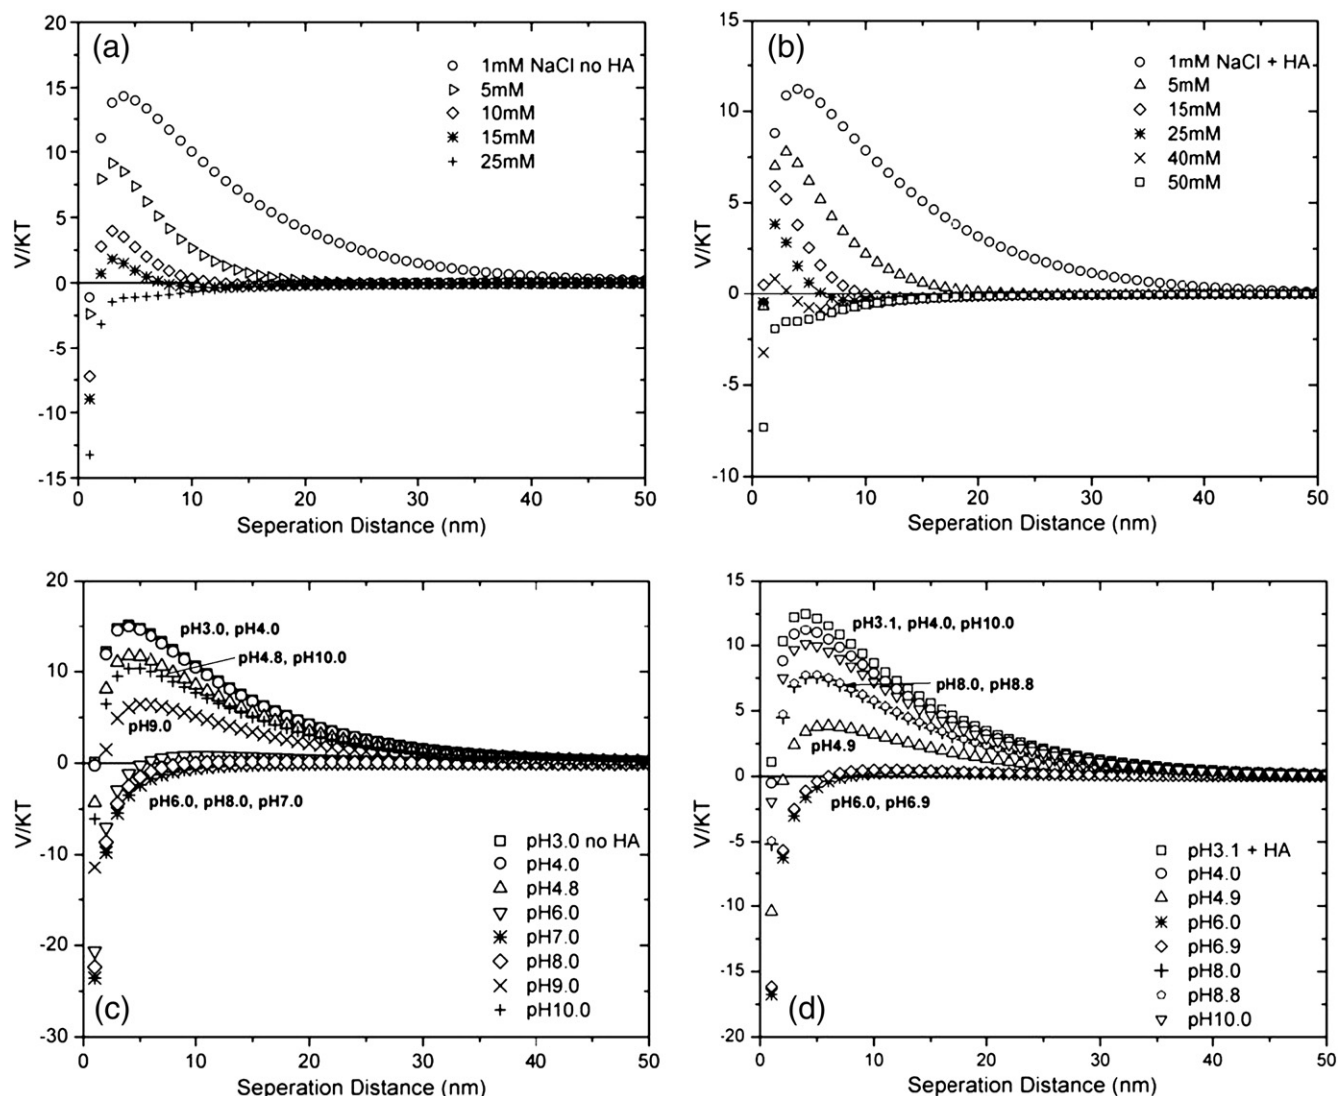 (a)
1mM NaCl no HA
5mM
10mM
15mM
25mM
20
15
10
5
0
-5
-10
-15
V/KT
0 10 20 30 40 50
Seperation Distance (nm)
(b)
1mM NaCl + HA
5mM
15mM
25mM
40mM
50mM
15
10
5
0
-5
-10
V/KT
0 10 20 30 40 50
Seperation Distance (nm)
20
10
0
-10
-20
-30
V/KT
pH3.0, pH4.0
pH4.8, pH10.0
pH9.0
pH6.0, pH8.0, pH7.0
pH3.0 no HA
pH4.0
pH4.8
pH6.0
pH7.0
pH8.0
pH9.0
pH10.0
(c)
0 10 20 30 40 50
Seperation Distance (nm)
15
10
5
0
-5
-10
-15
-20
V/KT
pH3.1, pH4.0, pH10.0
pH8.0, pH8.8
pH4.9
pH6.0, pH6.9
pH3.1 + HA
pH4.0
pH4.9
pH6.0
pH6.9
pH8.0
pH8.8
pH10.0
(d)
0 10 20 30 40 50
Seperation Distance (nm)